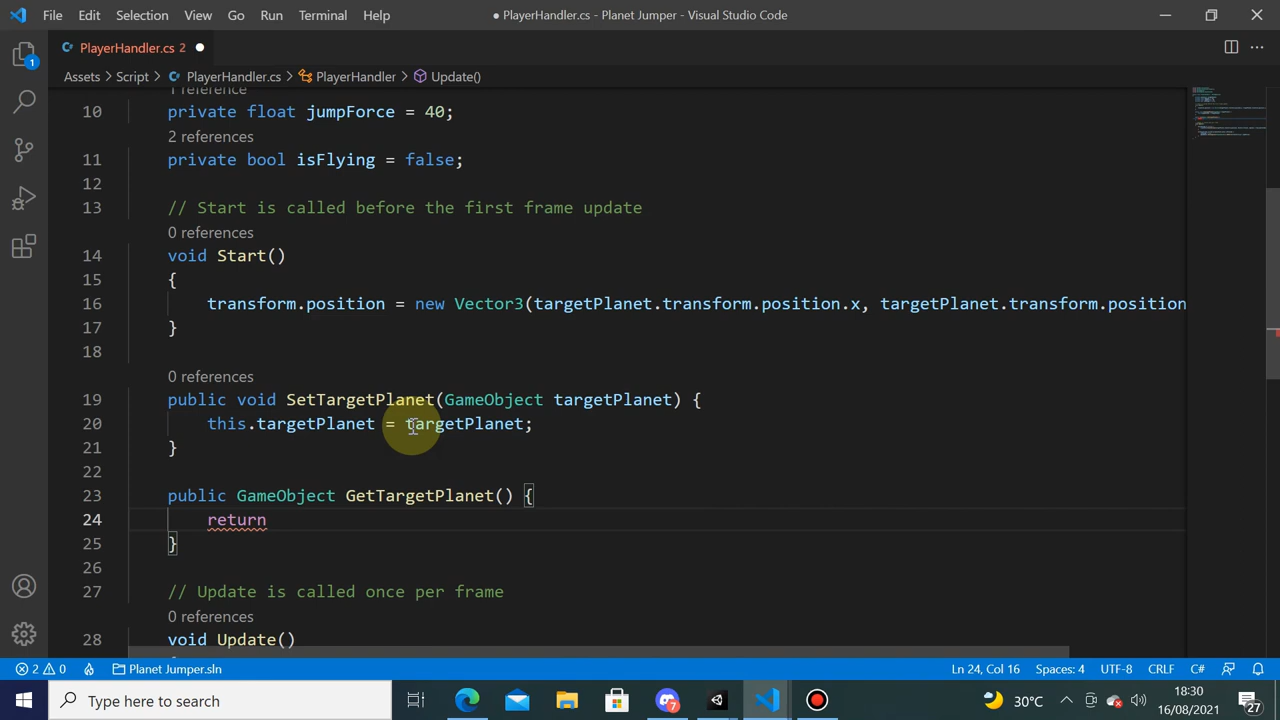 File Edit Selection View Go Run Terminal Help ● PlayerHandler.cs - Planet Jumper - Visual Studio Code
PlayerHandler.cs 2 ●
Assets > Script > PlayerHandler.cs > PlayerHandler > Update()
1 reference
10 private float jumpForce = 40;
2 references
11 private bool isFlying = false;
12
13 // Start is called before the first frame update
0 references
14 void Start()
15 {
16 transform.position = new Vector3(targetPlanet.transform.position.x, targetPlanet.transform.position
17 }
18
0 references
19 public void SetTargetPlanet(GameObject targetPlanet) {
20 this.targetPlanet = targetPlanet;
21 }
22
23 public GameObject GetTargetPlanet() {
24 return
25 }
26
27 // Update is called once per frame
0 references
28 void Update()
2 0 Planet Jumper.sln Ln 24, Col 16 Spaces: 4 UTF-8 CRLF C#
Type here to search 30°C 18:30
16/08/2021 27